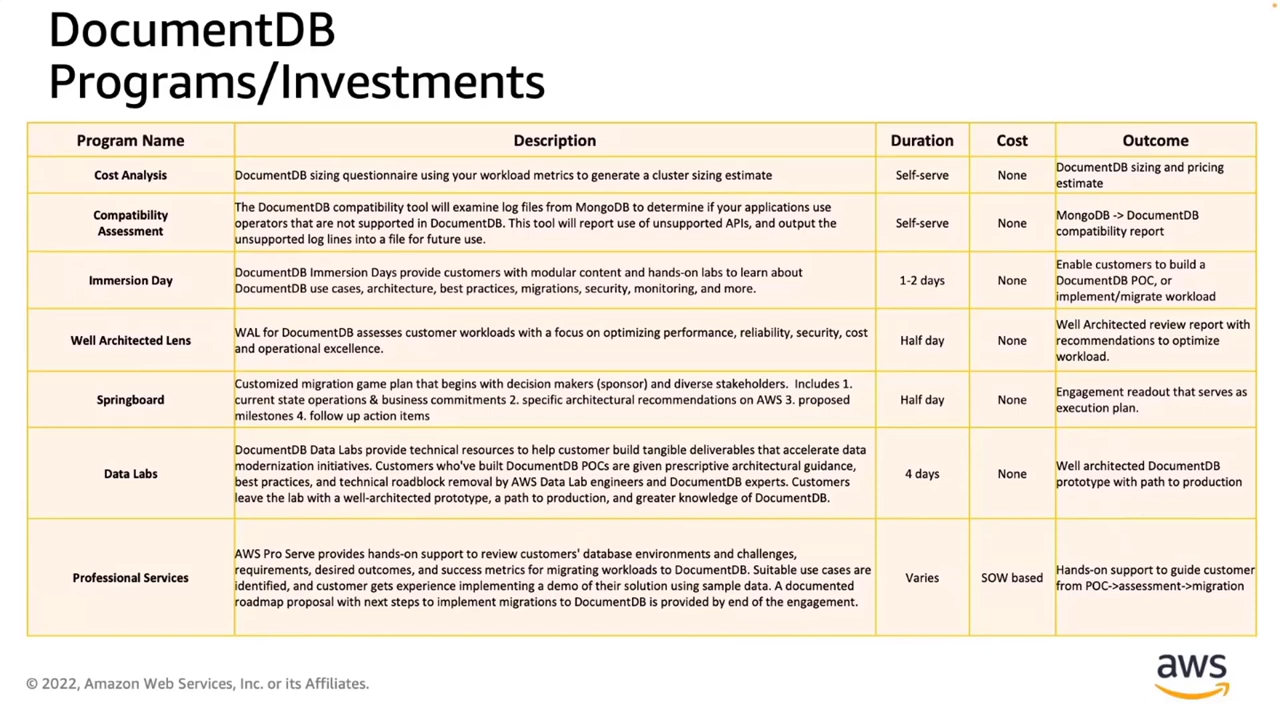 DocumentDB
Programs/Investments
Program Name
Description
Duration
Cost
Outcome
Cost Analysis
DocumentDB sizing questionnaire using your workload metrics to generate a cluster sizing estimate
Self-serve
None
DocumentDB sizing and pricing
estimate
Compatibility
Assessment
The DocumentDB compatibility tool will examine log files from MongoDB to determine if your applications use
operators that are not supported in DocumentDB. This tool will report use of unsupported APIs, and output the
unsupported log lines into a file for future use.
Self-serve
None
MongoDB -> DocumentDB
compatibility report
Immersion Day
DocumentDB Immersion Days provide customers with modular content and hands-on labs to learn about
DocumentDB use cases, architecture, best practices, migrations, security, monitoring, and more.
1-2 days
None
Enable customers to build a
DocumentDB POC, or
implement/migrate workload
Well Architected Lens
WAL for DocumentDB assesses customer workloads with a focus on optimizing performance, reliability, security, cost
and operational excellence.
Half day
None
Well Architected review report with
recommendations to optimize
workload.
Springboard
Customized migration game plan that begins with decision makers (sponsor) and diverse stakeholders. Includes 1.
current state operations & business commitments 2. specific architectural recommendations on AWS 3. proposed
milestones 4. follow up action items
Half day
None
Engagement readout that serves as
execution plan.
Data Labs
DocumentDB Data Labs provide technical resources to help customer build tangible deliverables that accelerate data
modernization initiatives. Customers who've built DocumentDB POCs are given prescriptive architectural guidance,
best practices, and technical roadblock removal by AWS Data Lab engineers and DocumentDB experts. Customers
leave the lab with a well-architected prototype, a path to production, and greater knowledge of DocumentDB.
4 days
None
Well architected DocumentDB
prototype with path to production
Professional Services
AWS Pro Serve provides hands-on support to review customers' database environments and challenges,
requirements, desired outcomes, and success metrics for migrating workloads to DocumentDB. Suitable use cases are
identified, and customer gets experience implementing a demo of their solution using sample data. A documented
roadmap proposal with next steps to implement migrations to DocumentDB is provided by end of the engagement.
Varies
SOW based
Hands-on support to guide customer
from POC->assessment->migration
© 2022, Amazon Web Services, Inc. or its Affiliates.
aws